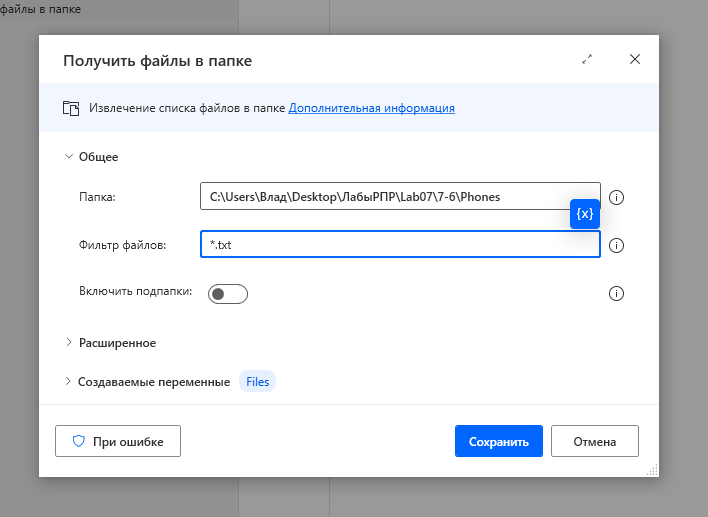 файлы в папке
Получить файлы в папке
Извлечение списка файлов в папке Дополнительная информация
Общее
Папка: C:\Users\Влад\Desktop\ЛабыРПР\Lab07\7-6\Phones
{x}
Фильтр файлов: *.txt
Включить подпапки:
Расширенное
Создаваемые переменные Files
При ошибке Сохранить Отмена